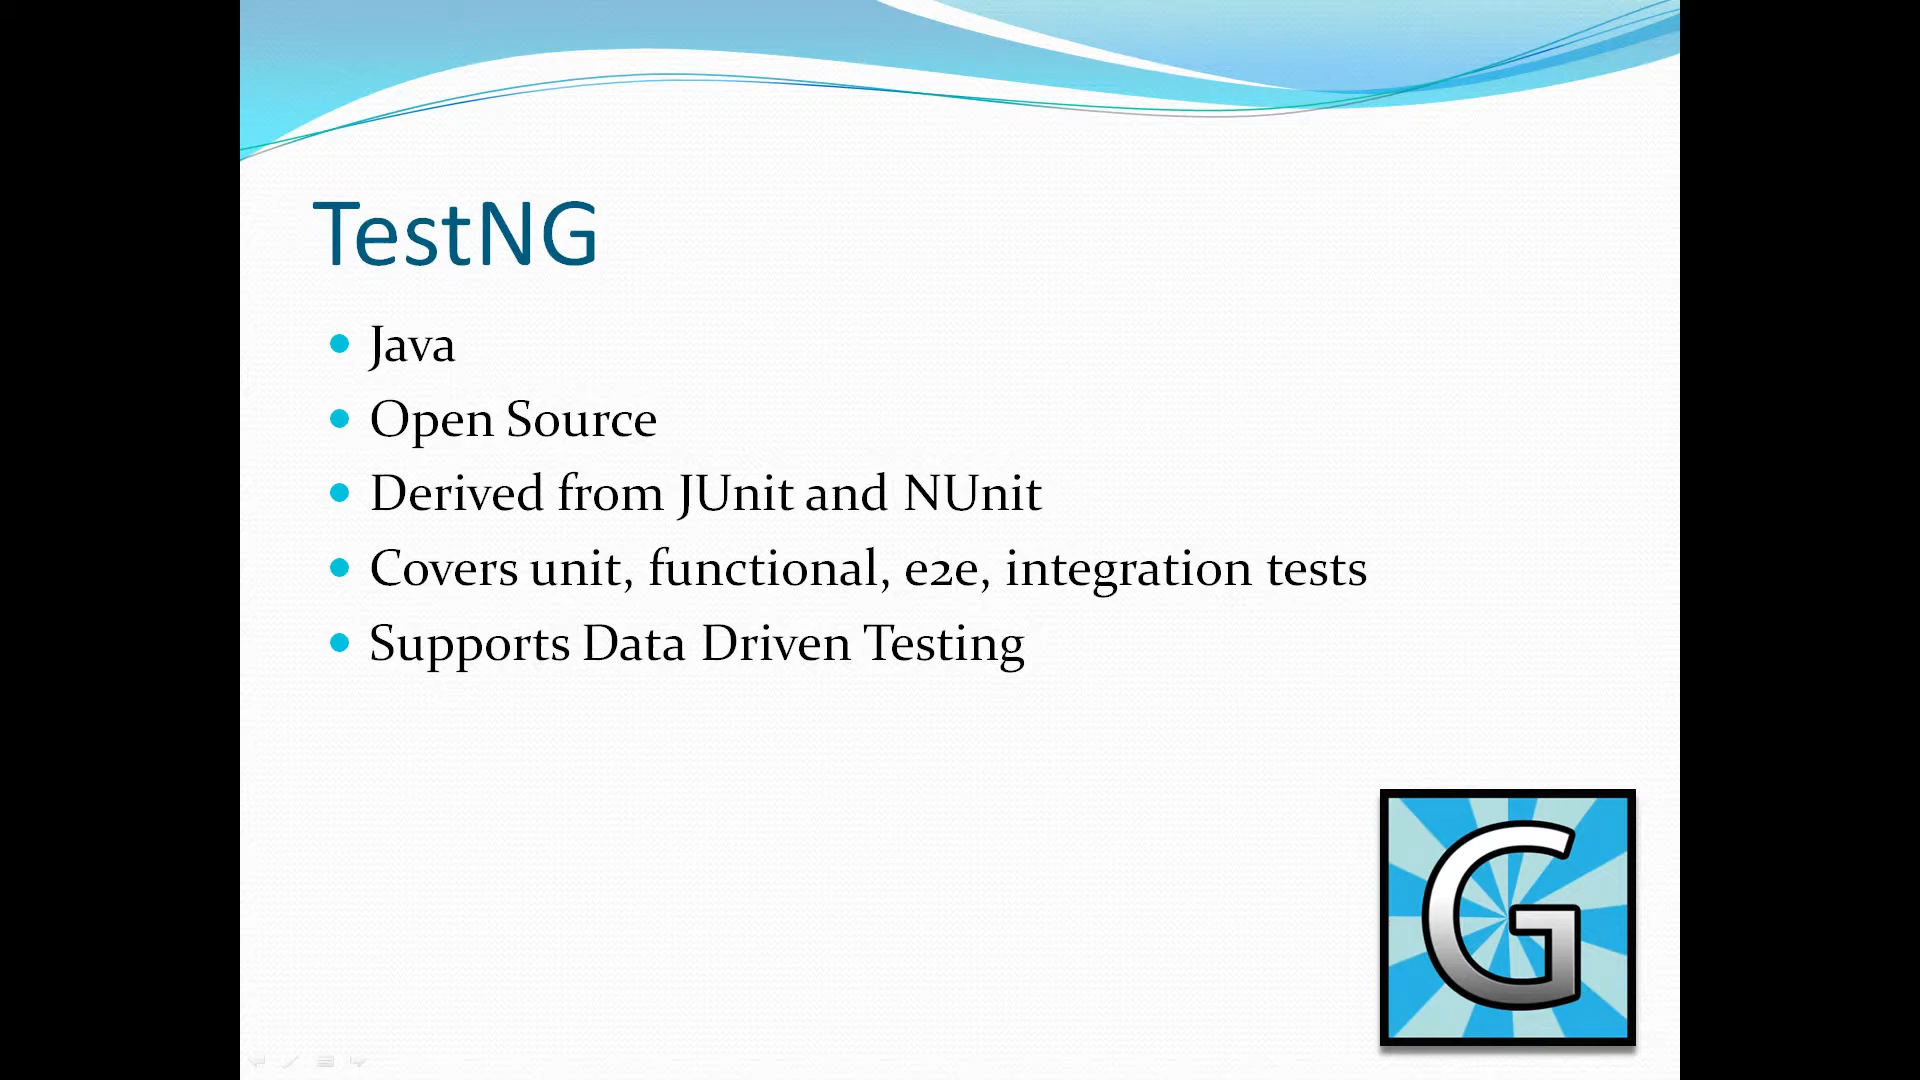 TestNG
Java
Open Source
Derived from JUnit and NUnit
Covers unit, functional, e2e, integration tests
Supports Data Driven Testing
G